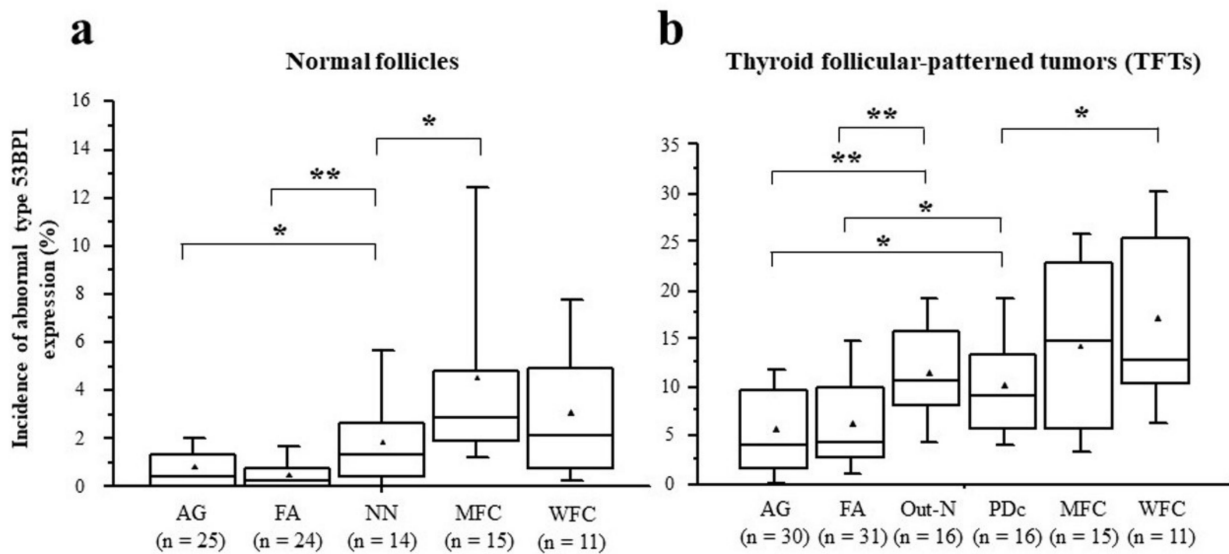 a
Normal follicles
Incidence of abnormal type 53BP1
expression (%)
16
14
12
10
8
6
4
2
0
*
**
*
AG
FA
NN
MFC
WFC
(n = 25)
(n = 24)
(n = 14)
(n = 15)
(n = 11)
b
Thyroid follicular-patterned tumors (TFTs)
35
30
25
20
15
10
5
0
**
*
**
*
*
AG
FA
Out-N
PDc
MFC
WFC
(n = 30)
(n = 31)
(n = 16)
(n = 16)
(n = 15)
(n = 11)